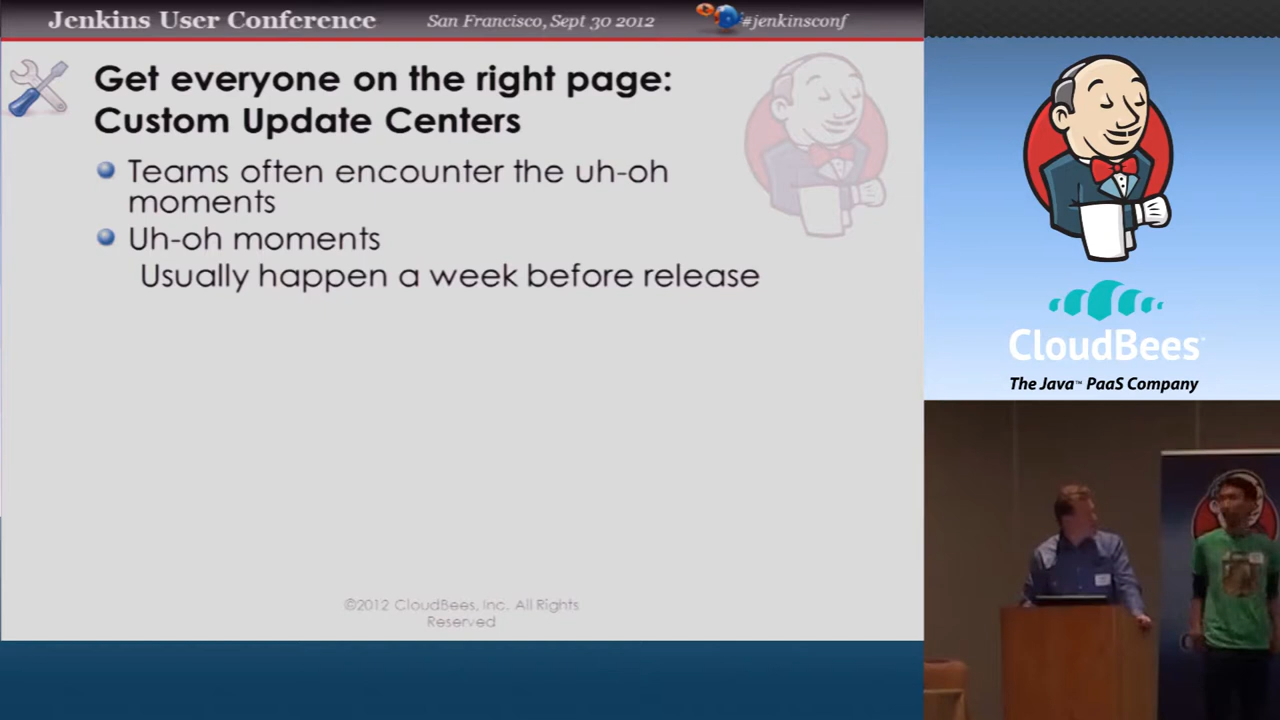 Jenkins User Conference San Francisco, Sept 30 2012 #jenkinsconf
Get everyone on the right page:
Custom Update Centers
Teams often encounter the uh-oh
moments
Uh-oh moments
Usually happen a week before release
©2012 CloudBees, Inc. All Rights
Reserved
CloudBees
The Java™ PaaS Company